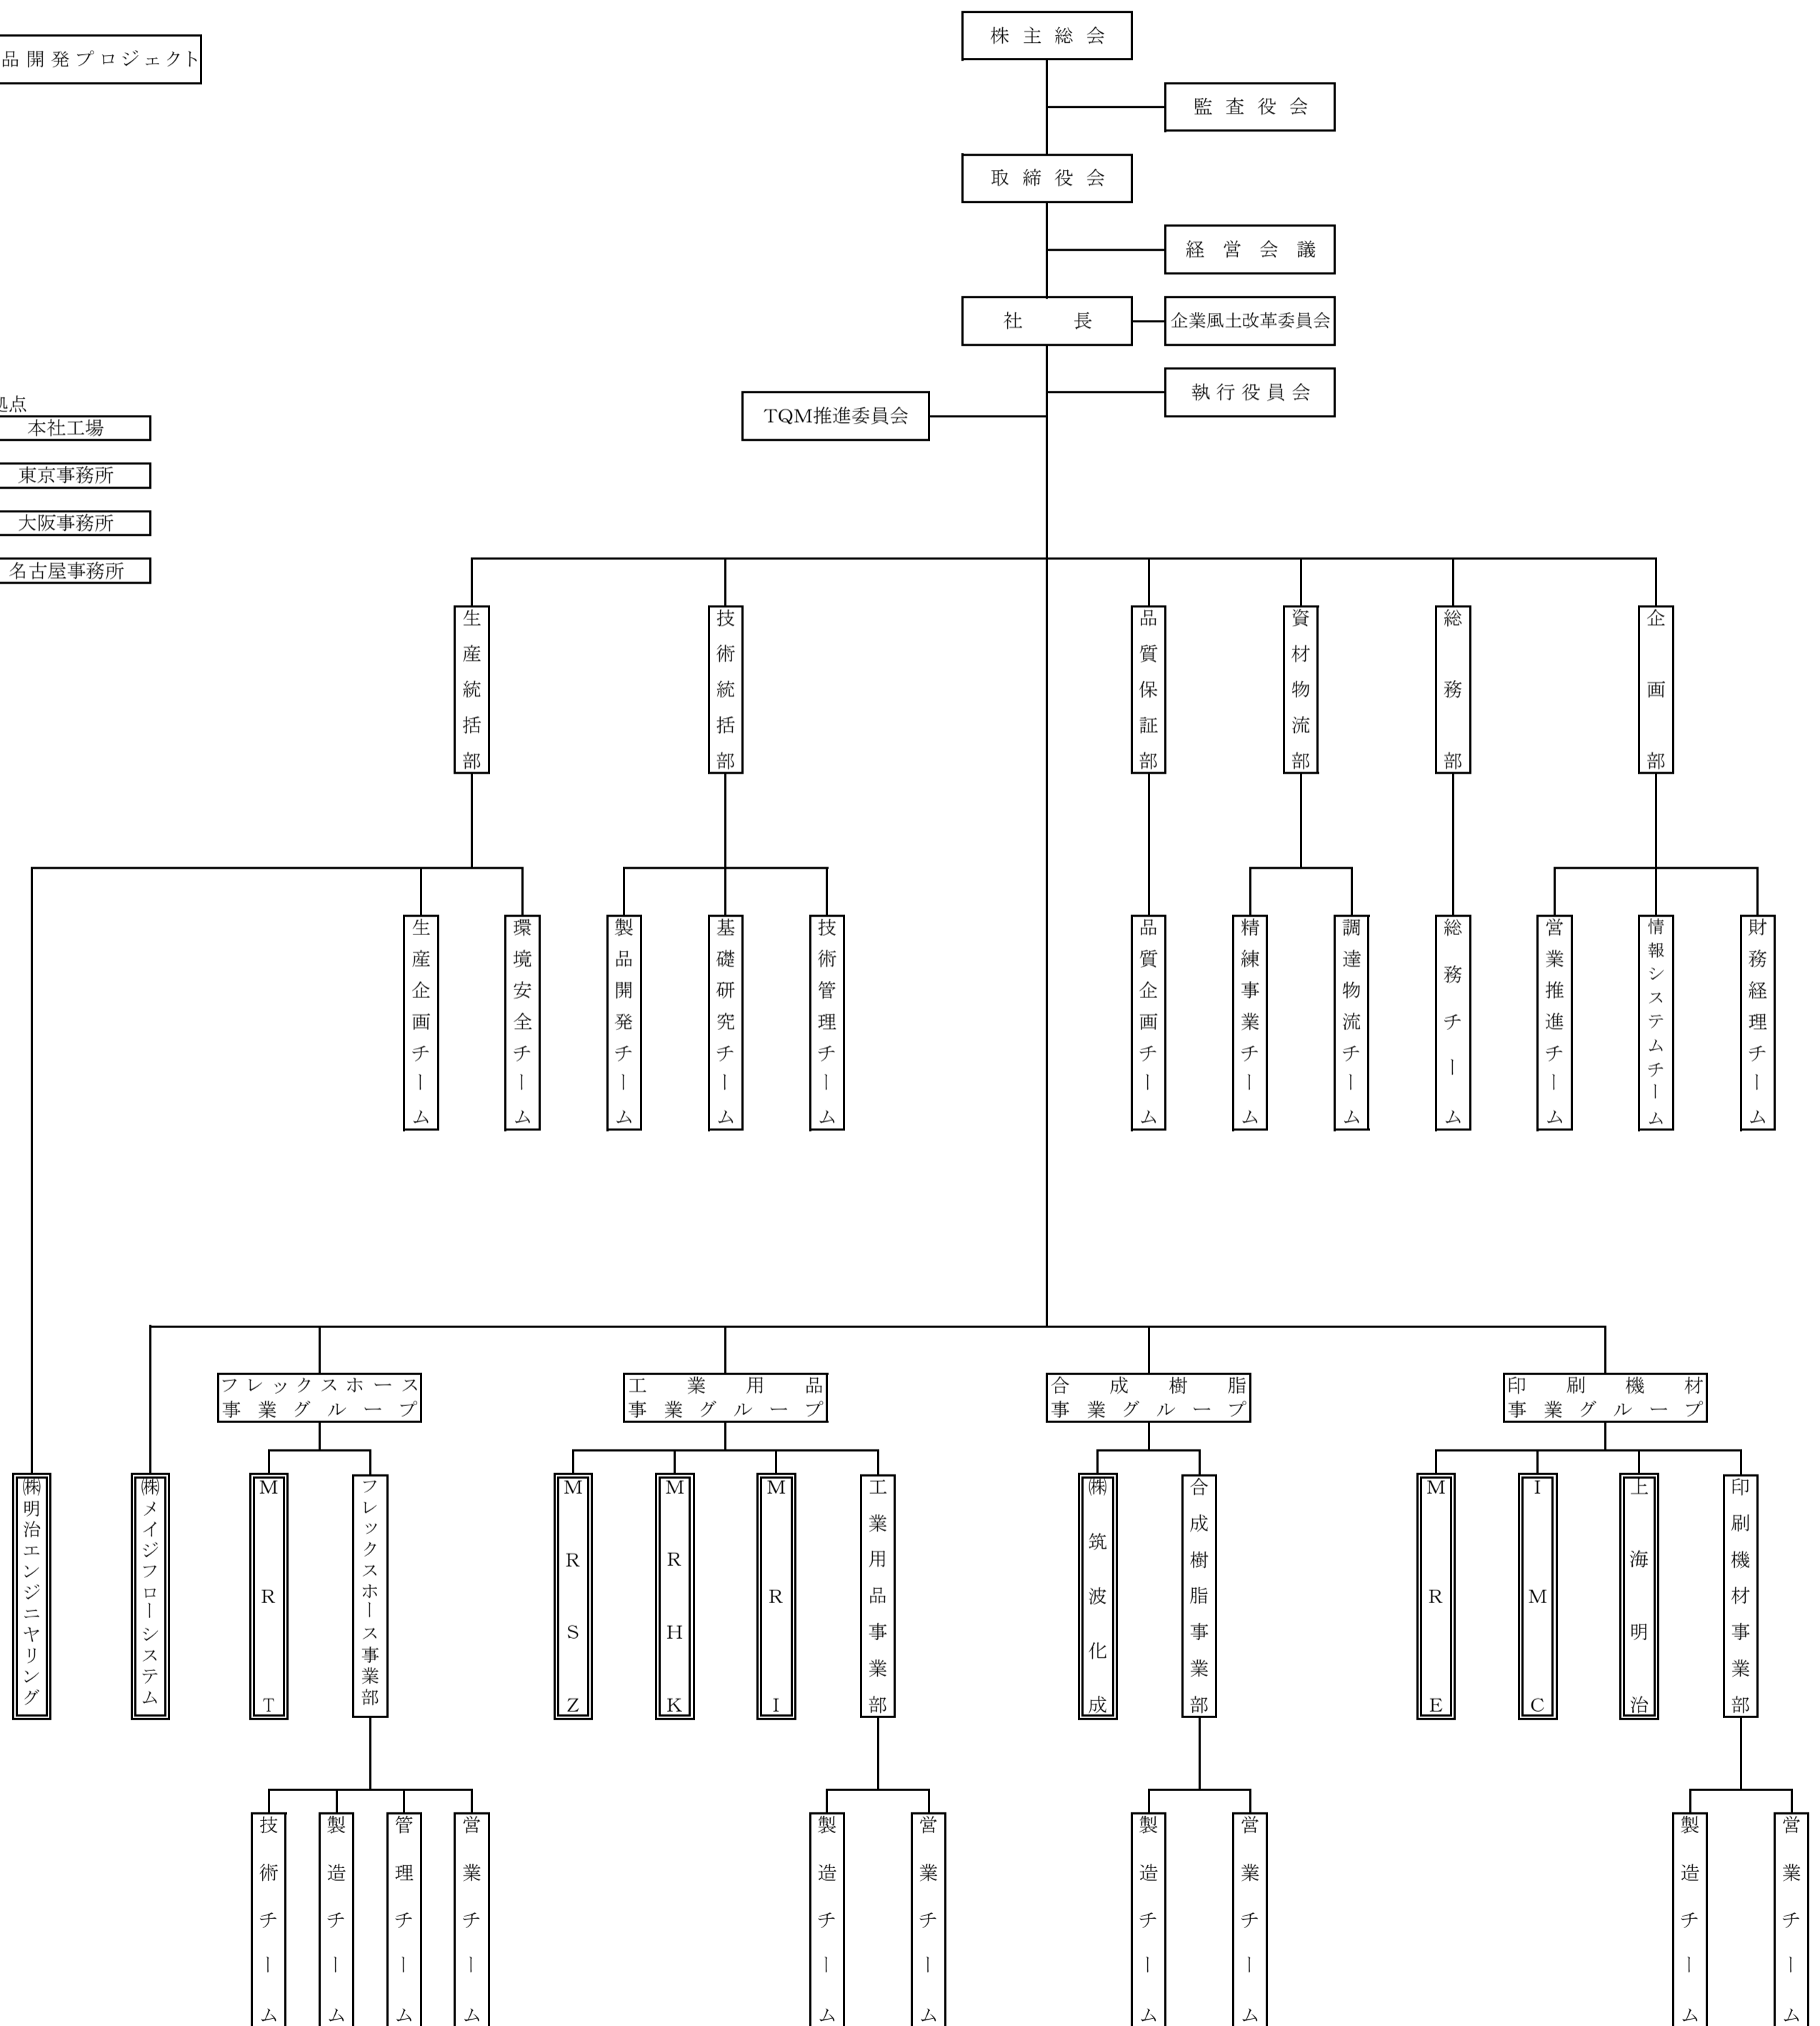 株主総会
品開発プロジェクト
監査役会
取締役会
経営会議
社長
企業風土改革委員会
執行役員会
TQM推進委員会
拠点
本社工場
東京事務所
大阪事務所
名古屋事務所
生産統括部
技術統括部
品質保証部
資材物流部
総務部
企画部
生産企画チーム
環境安全チーム
製品開発チーム
基礎研究チーム
技術管理チーム
品質企画チーム
精練事業チーム
調達物流チーム
総務チーム
営業推進チーム
情報システムチーム
財務経理チーム
フレックスホース
事業グループ
工業用品
事業グループ
合成樹脂
事業グループ
印刷機材
事業グループ
㈱明治エンジニヤリング
㈱メイジフローシステム
MRT
フレックスホース事業部
MRSZ
MRHK
MRI
工業用品事業部
㈱筑波化成
合成樹脂事業部
MRE
IMC
上海明治
印刷機材事業部
技術チーム
製造チーム
管理チーム
営業チーム
製造チーム
営業チーム
製造チーム
営業チーム
製造チーム
営業チーム